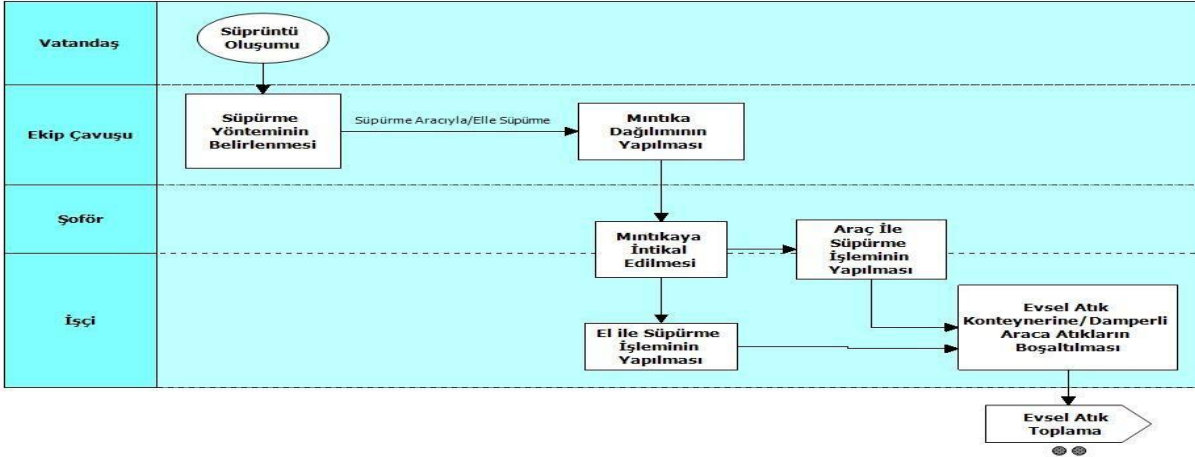 Vatandaş
Süprüntü
Oluşumu
Ekip Çavuşu
Süpürme
Yönteminin
Belirlenmesi
Süpürme Aracıyla/Elle Süpüme
Mıntıka
Dağılımının
Yapılması
Şoför
Mıntıkaya
İntikal
Edilmesi
Araç İle
Süpürme
İşleminin
Yapılması
İşçi
El ile Süpürme
İşleminin
Yapılması
Evsel Atık
Konteynerine/Damperli
Araca Atıkların
Boşaltılması
Evsel Atık
Toplama